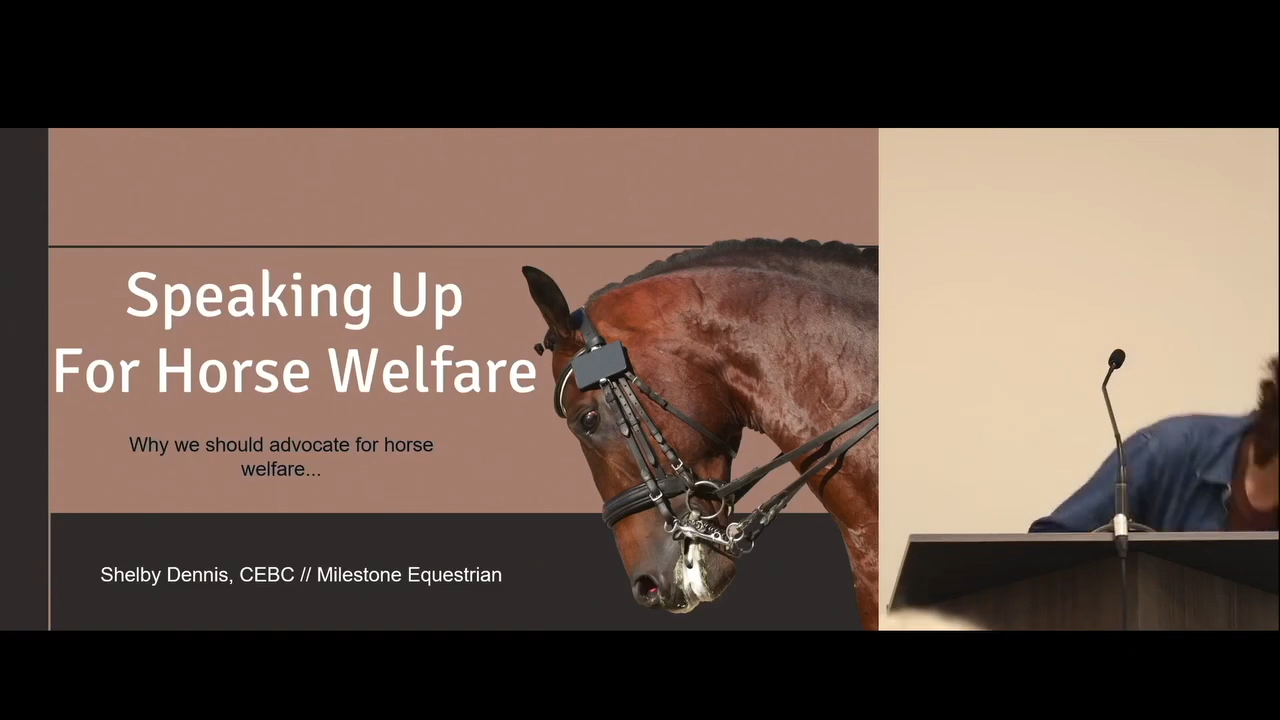 Speaking Up
For Horse Welfare
Why we should advocate for horse
welfare...
Shelby Dennis, CEBC // Milestone Equestrian